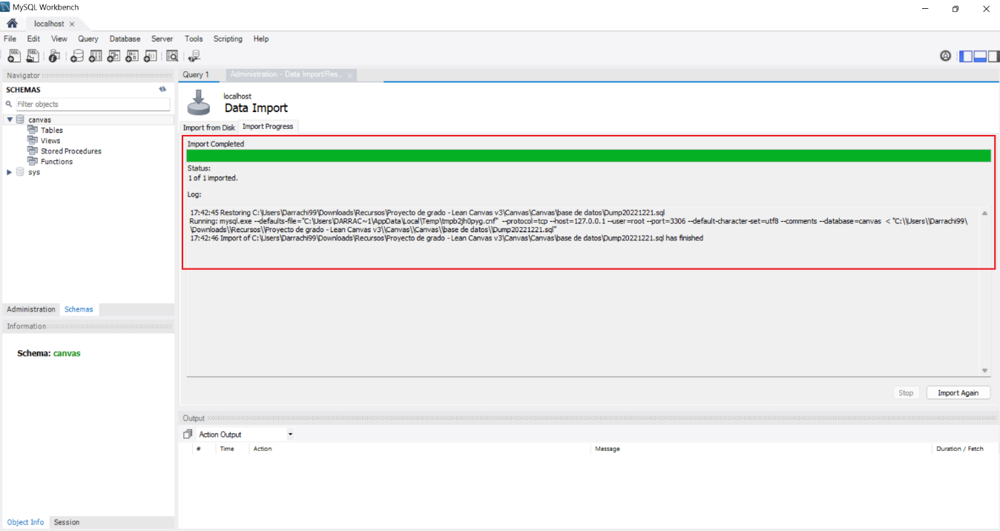 MySQL Workbench
localhost
File Edit View Query Database Server Tools Scripting Help
Navigator
SCHEMAS
Filter objects
canvas
Tables
Views
Stored Procedures
Functions
sys
Administration Schemas
Information
Schema: canvas
Object Info Session
Query 1 Administration - Data Import/Res...
localhost
Data Import
Import from Disk Import Progress
Import Completed
Status:
1 of 1 imported.
Log:
17:42:45 Restoring C:\Users\Darrachi99\Downloads\Recursos\Proyecto de grado - Lean Canvas v3\Canvas\Canvas\base de datos\Dump20221221.sql
Running: mysql.exe --defaults-file="C:\Users\DARRAC~1\AppData\Local\Temp\tmpb2jh0pyg.cnf" --protocol=tcp --host=127.0.0.1 --user=root --port=3306 --default-character-set=utf8 --comments --database=canvas < "C:\\Users\\Darrachi99\
\Downloads\\Recursos\\Proyecto de grado - Lean Canvas v3\\Canvas\\Canvas\\base de datos\\Dump20221221.sql"
17:42:46 Import of C:\Users\Darrachi99\Downloads\Recursos\Proyecto de grado - Lean Canvas v3\Canvas\Canvas\base de datos\Dump20221221.sql has finished
Stop Import Again
Output
Action Output
# Time Action Message Duration / Fetch